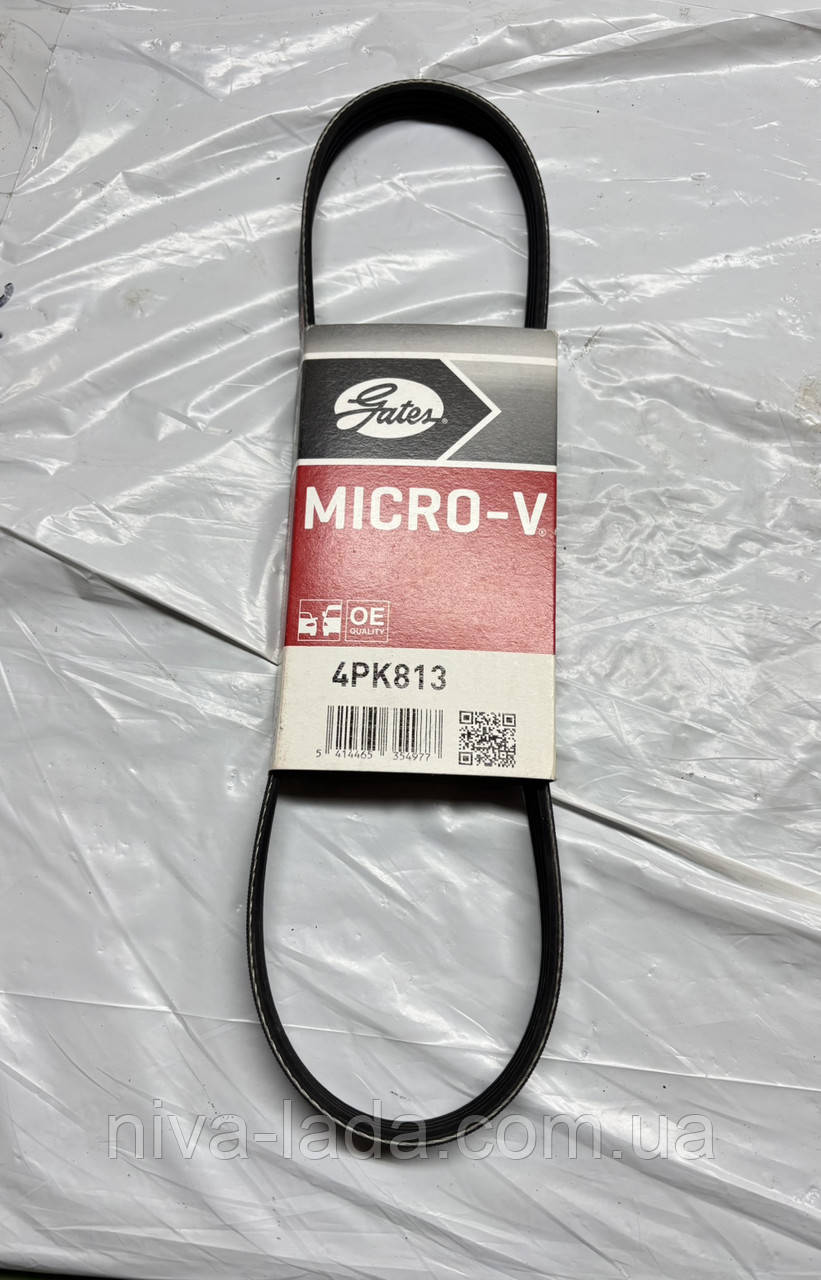 Gates®
MICRO-V®
OE
QUALITY
4PK813
5 414465 354977
niva-lada.com.ua